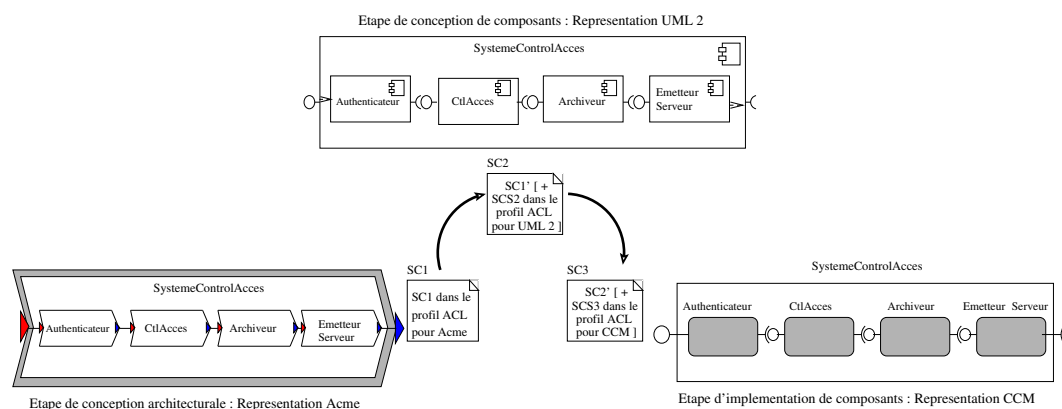 Etape de conception de composants : Representation UML 2
SystemeControlAcces
Authenticateur
CtlAcces
Archiveur
Emetteur
Serveur
SC2
SC1’ [ +
SCS2 dans le
profil ACL
pour UML 2 ]
SC1
SC1 dans le
profil ACL
pour Acme
SC3
SC2’ [ +
SCS3 dans le
profil ACL
pour CCM ]
SystemeControlAcces
Authenticateur
CtlAcces
Archiveur
Emetteur
Serveur
Etape de conception architecturale : Representation Acme
SystemeControlAcces
Authenticateur
CtlAcces
Archiveur
Emetteur Serveur
Etape d’implementation de composants : Representation CCM